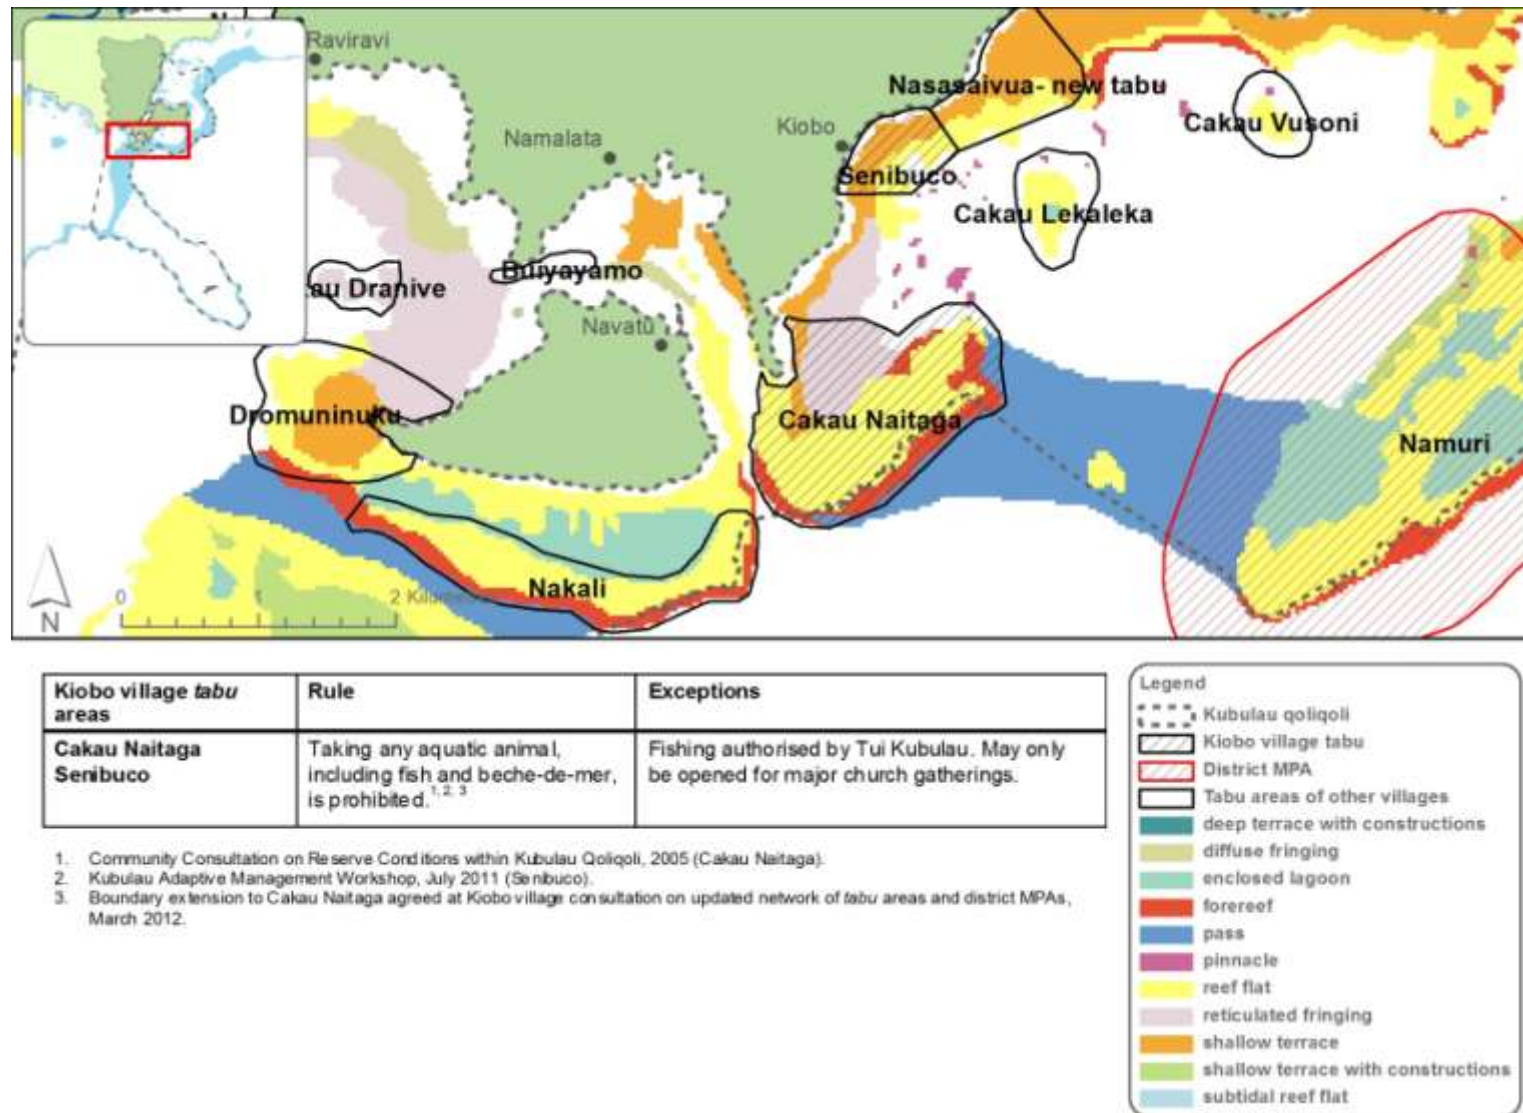 Raviravi
Nasasaivua- new tabu
Namalata
Kiobo
Cakau Vusoni
Senibuco
Cakau Lekaleka
au Dranive
Navatu
Dromuninuku
Cakau Naitaga
Namuri
Nakali
0 1 2
N
Kiobo village tabu areas
Rule
Exceptions
Cakau Naitaga
Senibuco
Taking any aquatic animal,
including fish and beche-de-mer,
is prohibited.1, 2, 3
Fishing authorised by Tui Kubulau. May only
be opened for major church gatherings.
1. Community Consultation on Reserve Conditions within Kubulau Qoliqoli, 2005 (Cakau Naitaga).
2. Kubulau Adaptive Management Workshop, July 2011 (Senibuco).
3. Boundary extension to Cakau Naitaga agreed at Kiobo village consultation on updated network of tabu areas and district MPAs,
March 2012.
Legend
Kubulau qoliqoli
Kiobo village tabu
District MPA
Tabu areas of other villages
deep terrace with constructions
diffuse fringing
enclosed lagoon
forereef
pass
pinnacle
reef flat
reticulated fringing
shallow terrace
shallow terrace with constructions
subtidal reef flat